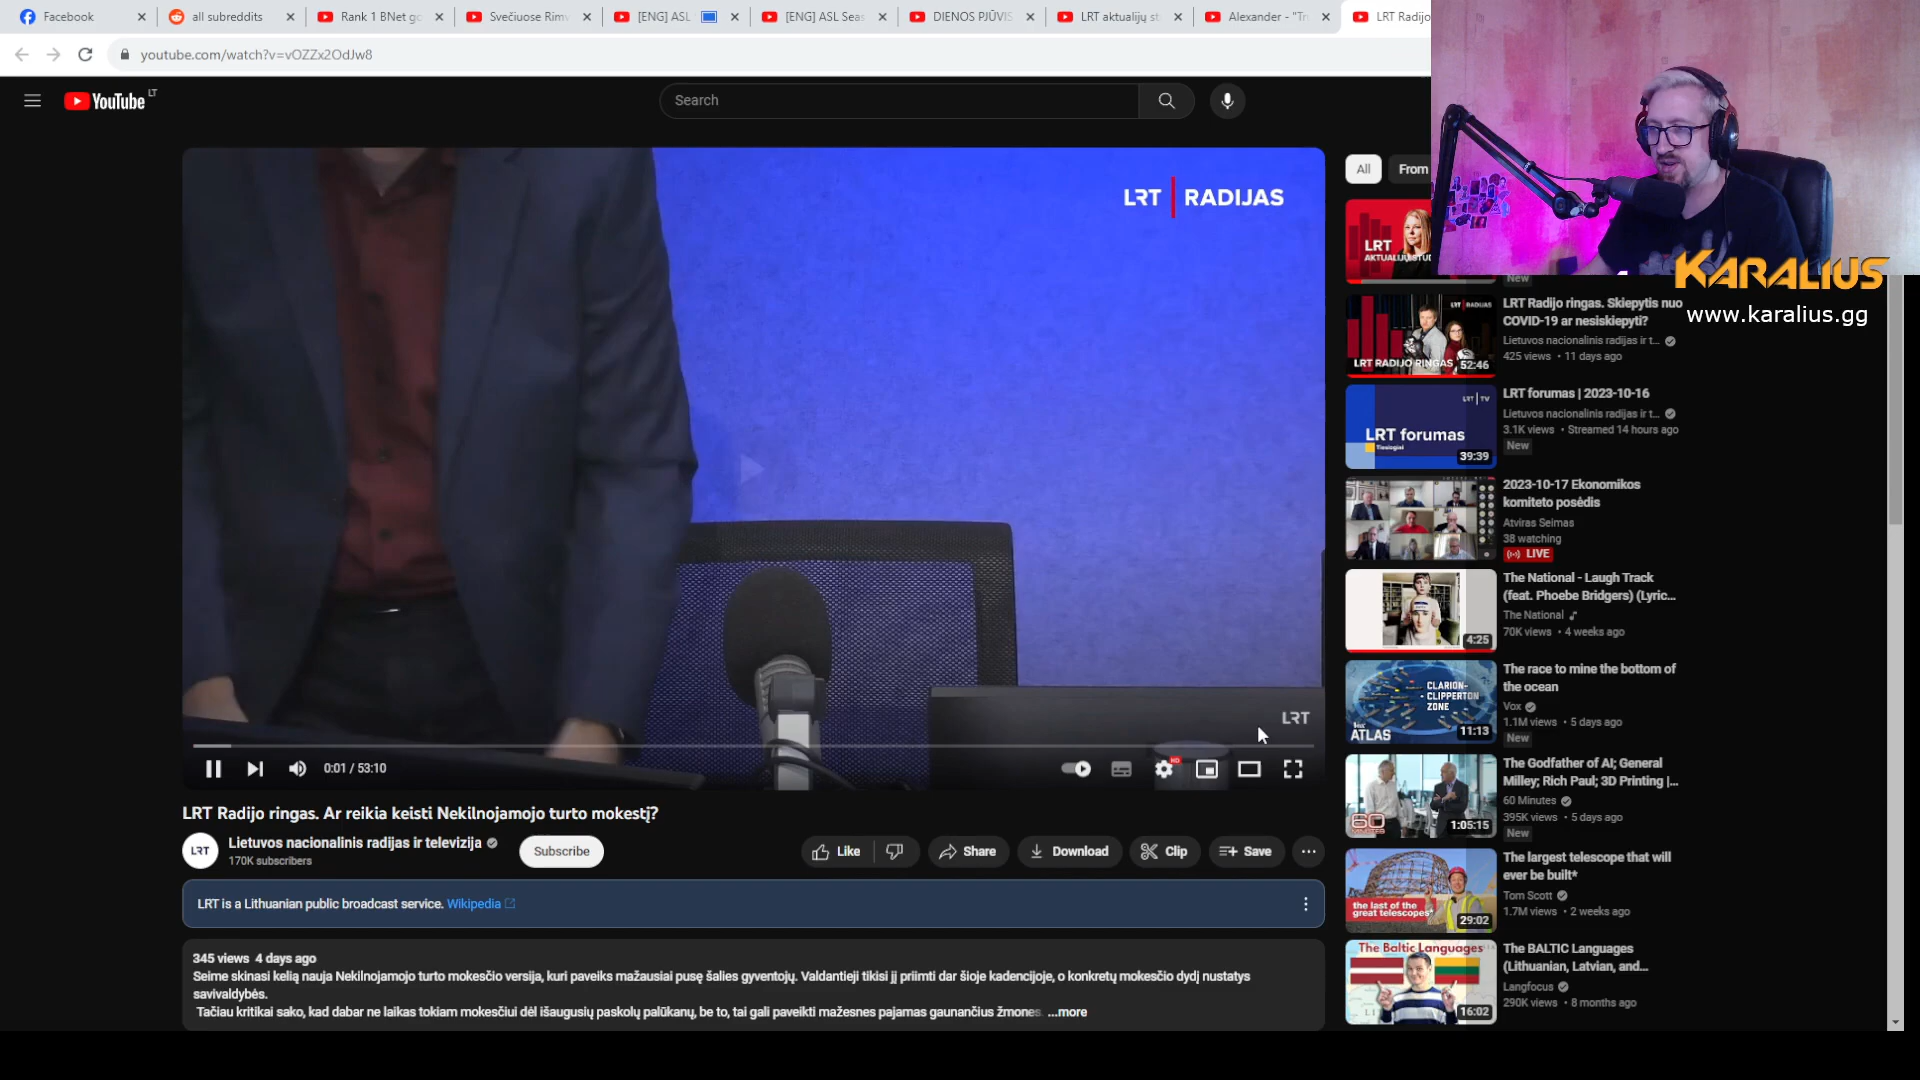 Facebook
all subreddits
Rank 1 BNet go
Svečiuose Rimv
[ENG] ASL
[ENG] ASL Seas
DIENOS PJŪVIS
LRT aktualijų st
Alexander - "Tr
LRT Radijo
youtube.com/watch?v=vOZZx2OdJw8
YouTube LT
Search
LRT | RADIJAS
All
From
LRT
AKTUALIJŲ STUD
New
KARALIUS
www.karalius.gg
LRT Radijo ringas. Skiepytis nuo
COVID-19 ar nesiskiepyti?
Lietuvos nacionalinis radijas ir t...
425 views • 11 days ago
LRT | RADIJAS
LRT RADIJO RINGAS
52:46
LRT forumas | 2023-10-16
Lietuvos nacionalinis radijas ir t...
3.1K views • Streamed 14 hours ago
New
LRT | TV
LRT forumas
Tiesiogiai
39:39
2023-10-17 Ekonomikos
komiteto posėdis
Atviras Seimas
38 watching
LIVE
The National - Laugh Track
(feat. Phoebe Bridgers) (Lyric...
The National
70K views • 4 weeks ago
4:25
The race to mine the bottom of
the ocean
Vox
1.1M views • 5 days ago
New
CLARION-
CLIPPERTON
ZONE
ATLAS
11:13
The Godfather of AI; General
Milley; Rich Paul; 3D Printing |...
60 Minutes
395K views • 5 days ago
New
60
MINUTES
1:05:15
The largest telescope that will
ever be built*
Tom Scott
1.7M views • 2 weeks ago
the last of the
great telescopes*
29:02
The BALTIC Languages
(Lithuanian, Latvian, and...
Langfocus
290K views • 8 months ago
The Baltic Languages
16:02
LRT
0:01 / 53:10
HD
LRT Radijo ringas. Ar reikia keisti Nekilnojamojo turto mokestį?
LRT
Lietuvos nacionalinis radijas ir televizija
170K subscribers
Subscribe
Like
Share
Download
Clip
Save
LRT is a Lithuanian public broadcast service. Wikipedia
345 views 4 days ago
Seime skinasi kelią nauja Nekilnojamojo turto mokesčio versija, kuri paveiks mažiausiai pusę šalies gyventojų. Valdantieji tikisi jį priimti dar šioje kadencijoje, o konkretų mokesčio dydį nustatys
savivaldybės.
Tačiau kritikai sako, kad dabar ne laikas tokiam mokesčiui dėl išaugusių paskolų palūkanų, be to, tai gali paveikti mažesnes pajamas gaunančius žmones. ...more